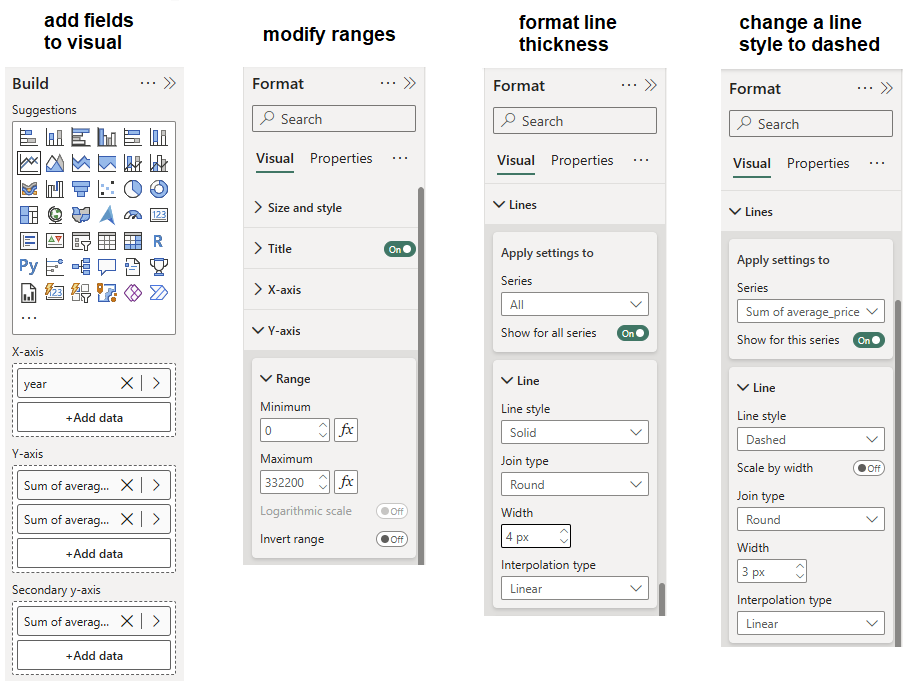 add fields
to visual
Build
Suggestions
123
R
Py
123
X-axis
year
+Add data
Y-axis
Sum of averag...
Sum of averag...
+Add data
Secondary y-axis
Sum of averag...
+Add data
modify ranges
Format
Search
Visual Properties
Size and style
Title On
X-axis
Y-axis
Range
Minimum
0 fx
Maximum
332200 fx
Logarithmic scale Off
Invert range Off
format line
thickness
Format
Search
Visual Properties
Lines
Apply settings to
Series
All
Show for all series On
Line
Line style
Solid
Join type
Round
Width
4 px
Interpolation type
Linear
change a line
style to dashed
Format
Search
Visual Properties
Lines
Apply settings to
Series
Sum of average_price
Show for this series On
Line
Line style
Dashed
Scale by width Off
Join type
Round
Width
3 px
Interpolation type
Linear